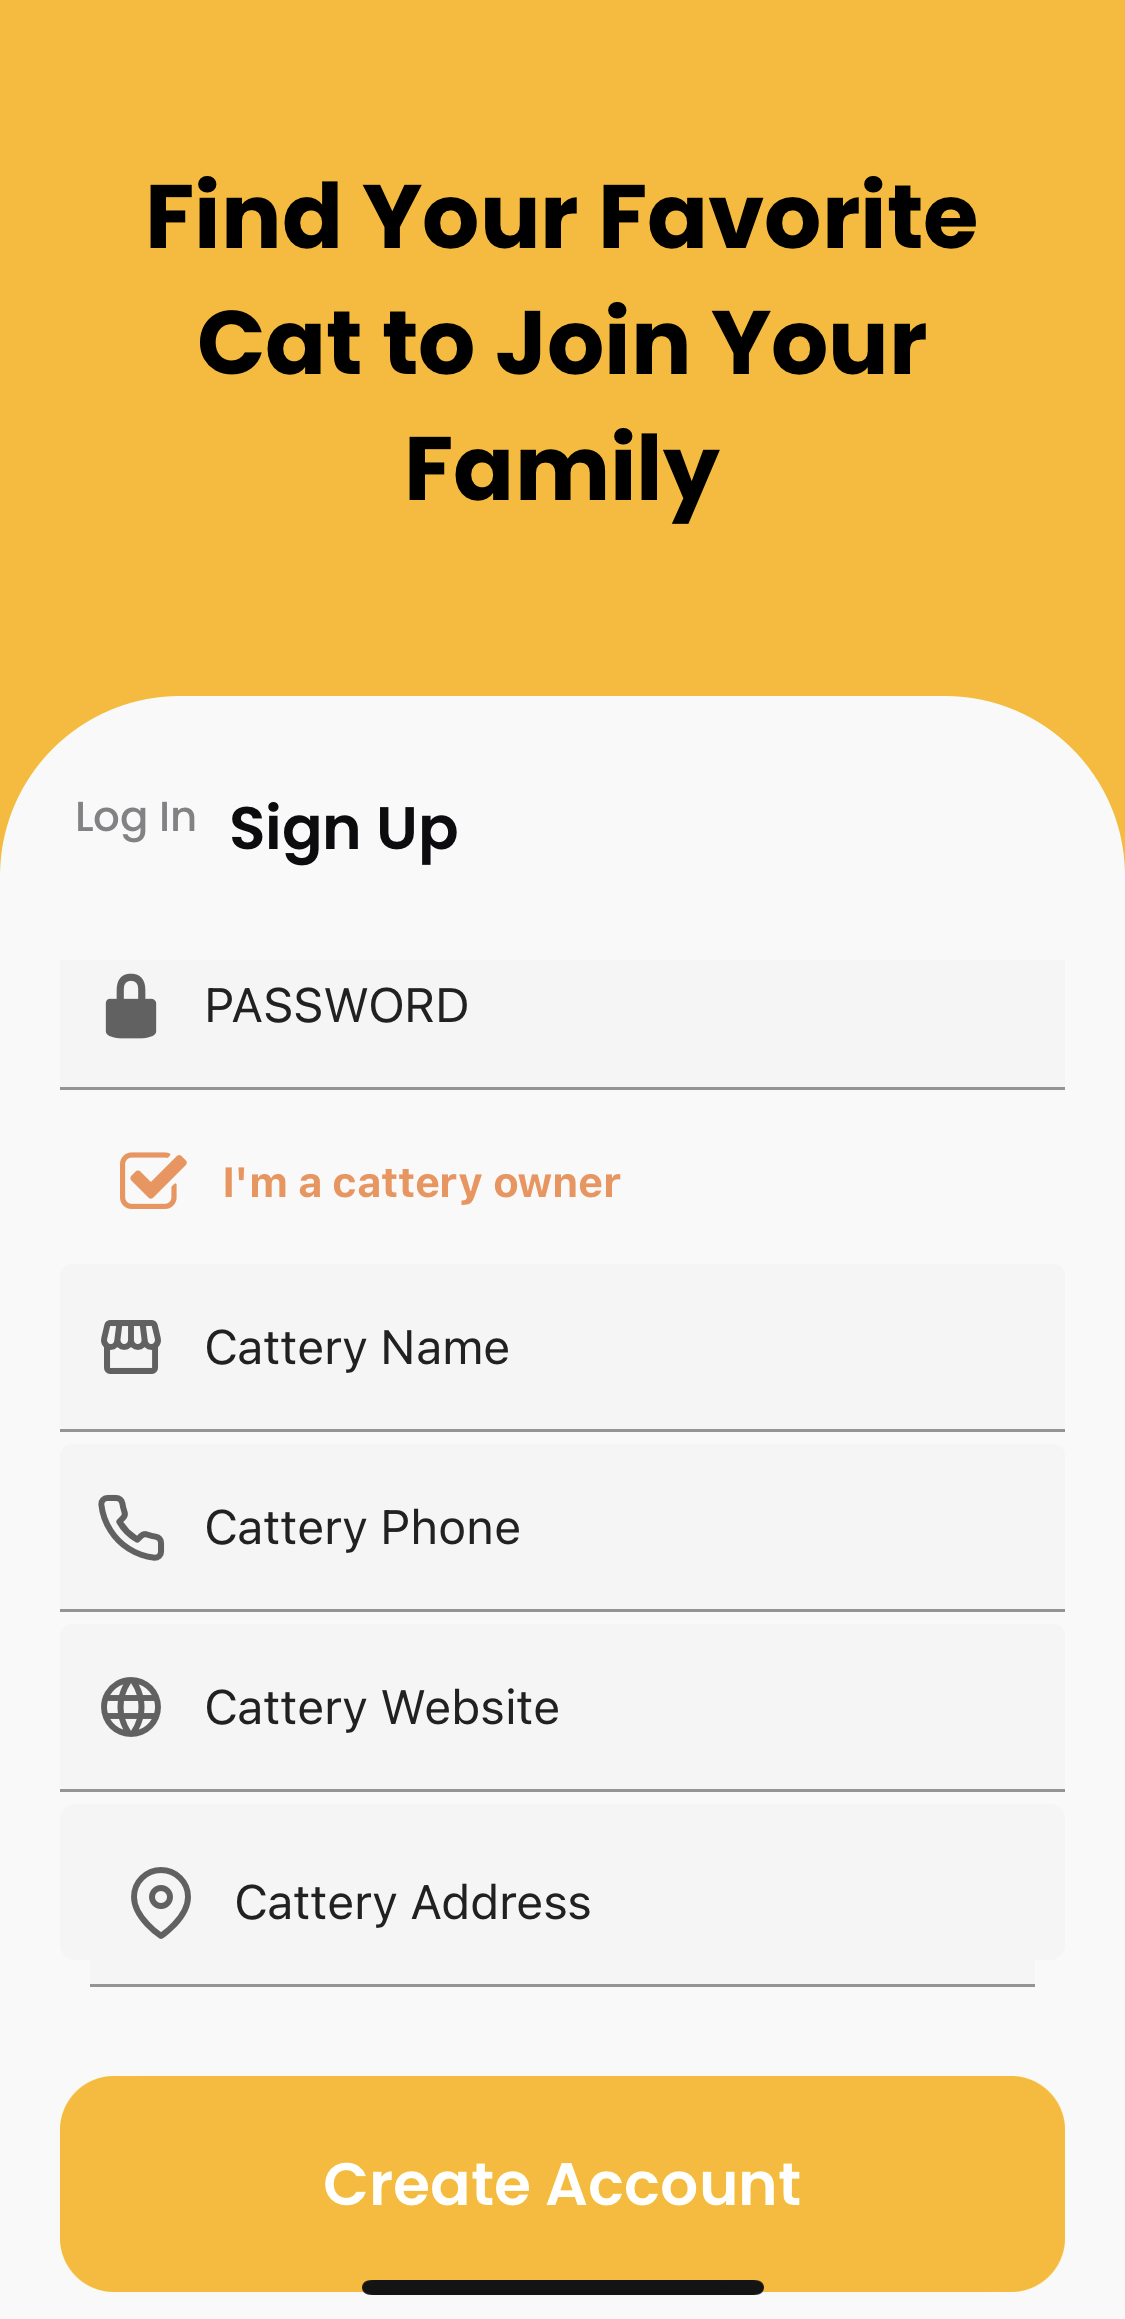 Find Your Favorite
Cat to Join Your
Family
Log In Sign Up
PASSWORD
I'm a cattery owner
Cattery Name
Cattery Phone
Cattery Website
Cattery Address
Create Account